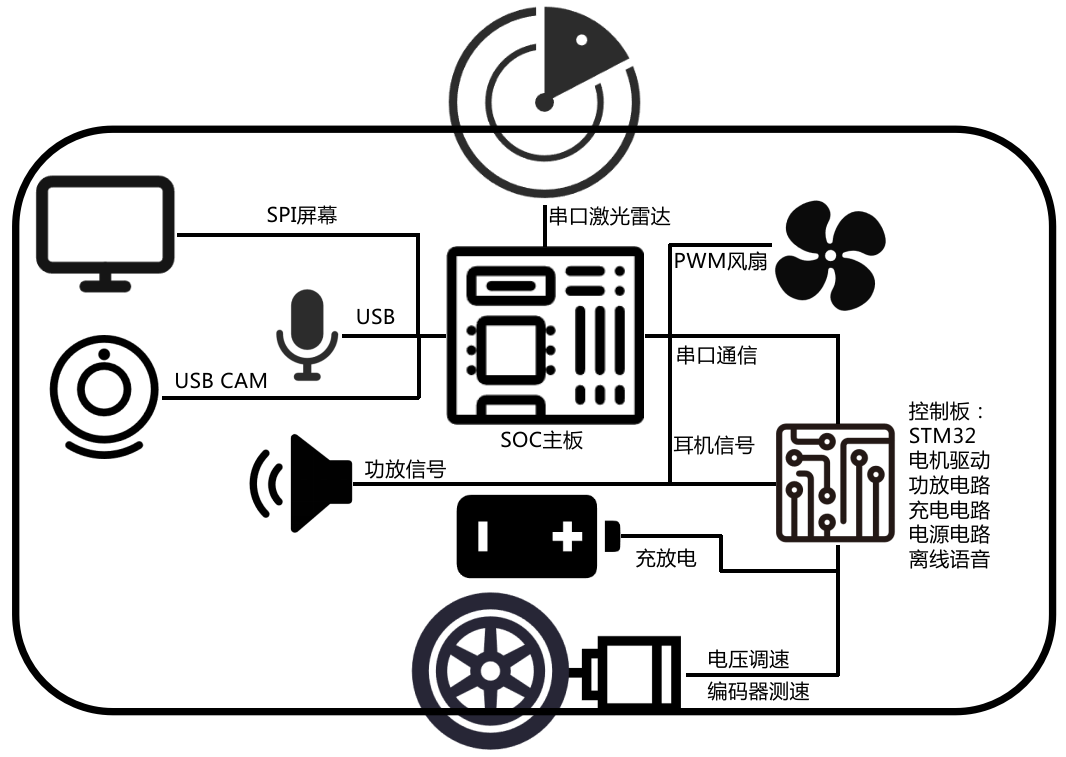 串口激光雷达
SPI屏幕
PWM风扇
USB
串口通信
USB CAM
SOC主板
耳机信号
功放信号
控制板：
STM32
电机驱动
功放电路
充电电路
电源电路
离线语音
充放电
电压调速
编码器测速